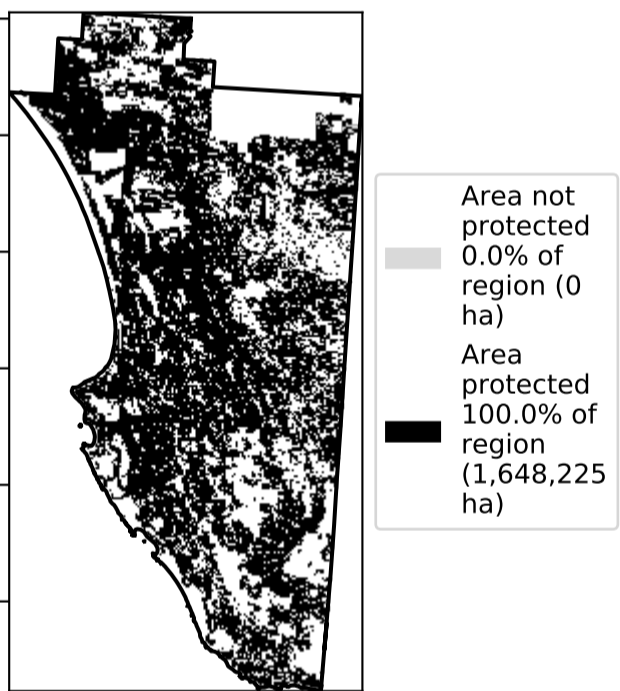 Area not
protected
0.0% of
region (0
ha)
Area
protected
100.0% of
region
(1,648,225
ha)